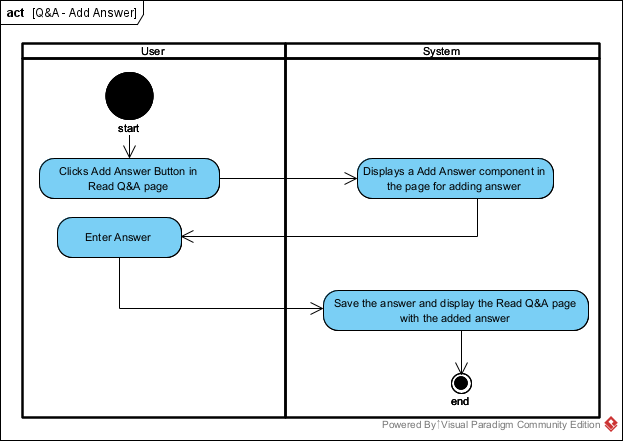 act [Q&A - Add Answer]
User
System
start
Clicks Add Answer Button in
Read Q&A page
Displays a Add Answer component in
the page for adding answer
Enter Answer
Save the answer and display the Read Q&A page
with the added answer
end
Powered By Visual Paradigm Community Edition